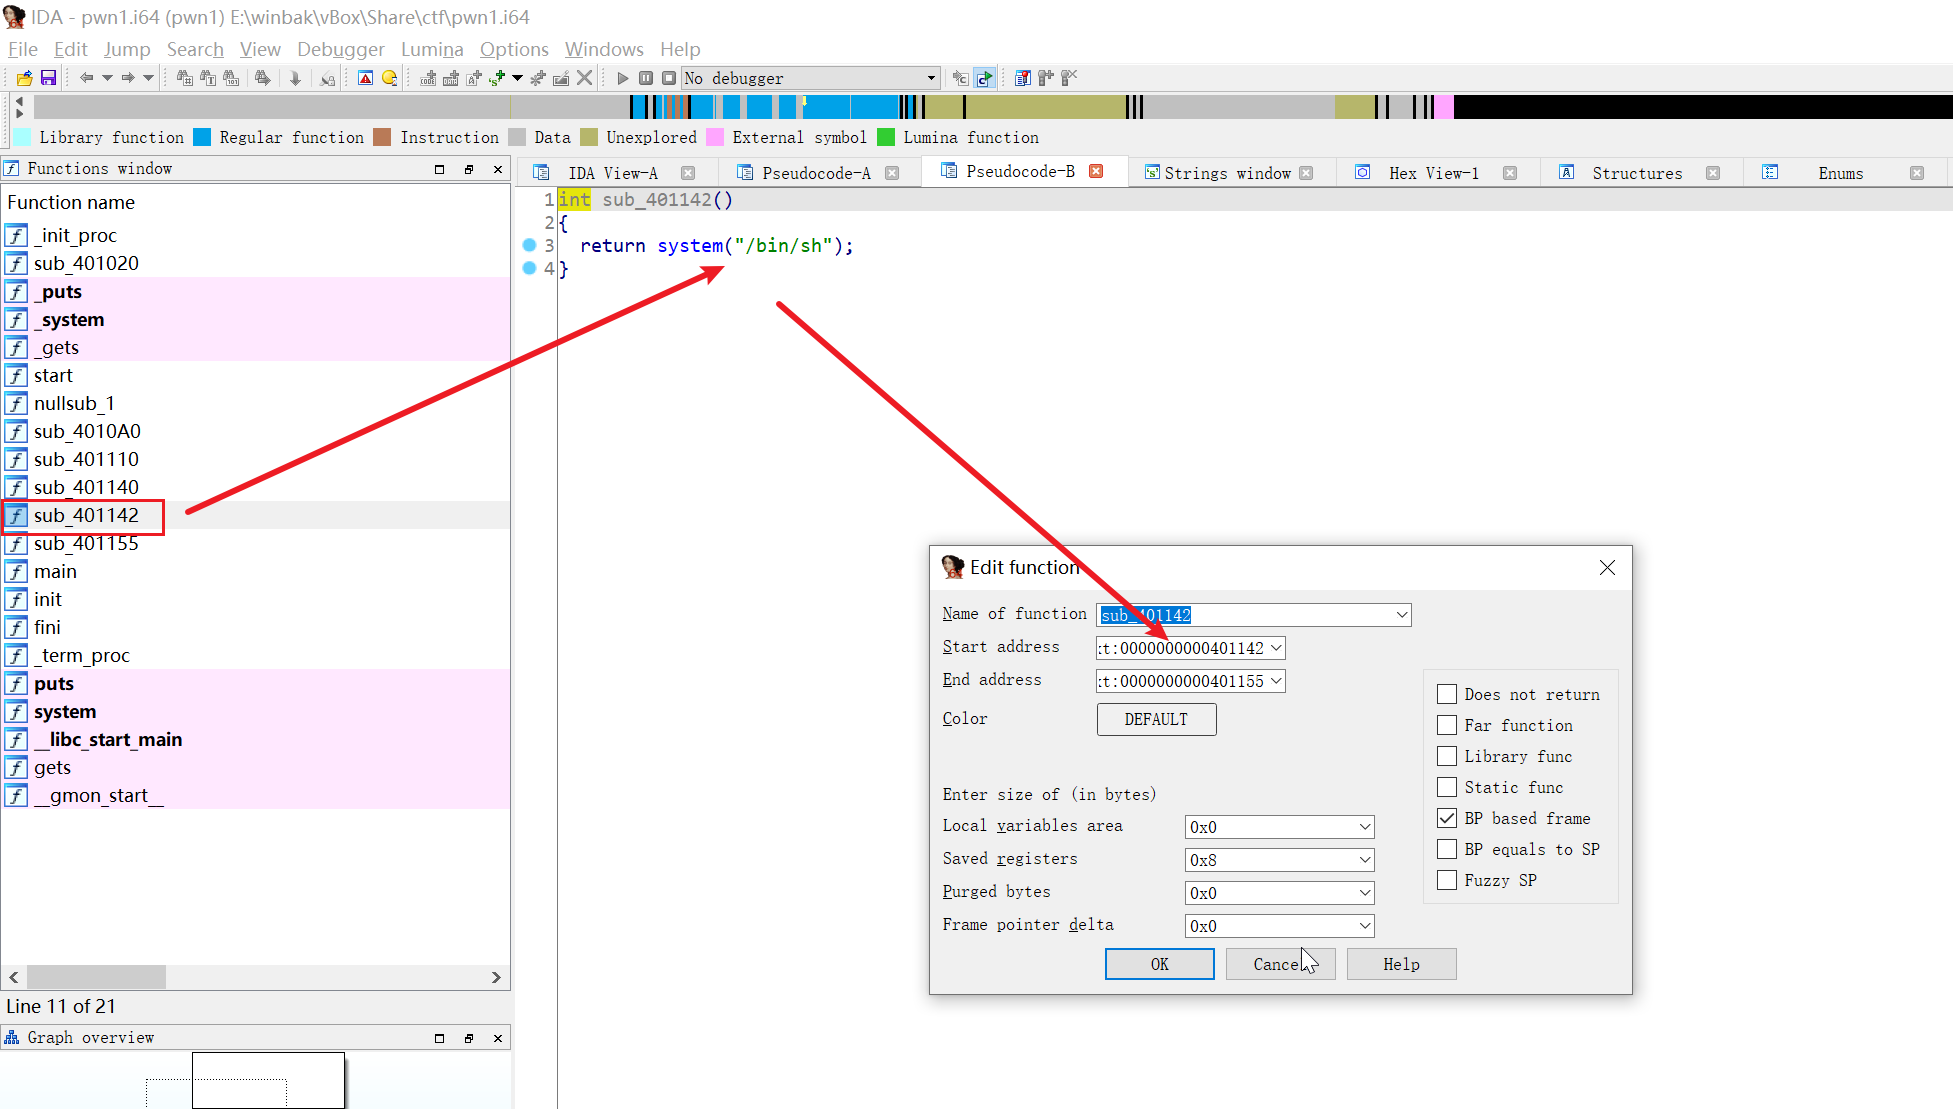 IDA - pwn1.i64 (pwn1) E:\winbak\vBox\Share\ctf\pwn1.i64
File Edit Jump Search View Debugger Lumina Options Windows Help
No debugger
Library function Regular function Instruction Data Unexplored External symbol Lumina function
Functions window
IDA View-A Pseudocode-A Pseudocode-B Strings window Hex View-1 Structures Enums
Function name
_init_proc
sub_401020
_puts
_system
_gets
start
nullsub_1
sub_4010A0
sub_401110
sub_401140
sub_401142
sub_401155
main
init
fini
_term_proc
puts
system
__libc_start_main
gets
__gmon_start__
Line 11 of 21
Graph overview
1 int sub_401142()
2 {
3 return system("/bin/sh");
4 }
Edit function
Name of function sub_401142
Start address xt:0000000000401142
End address xt:0000000000401155
Color DEFAULT
Does not return
Far function
Library func
Static func
BP based frame
BP equals to SP
Fuzzy SP
Enter size of (in bytes)
Local variables area 0x0
Saved registers 0x8
Purged bytes 0x0
Frame pointer delta 0x0
OK Cancel Help